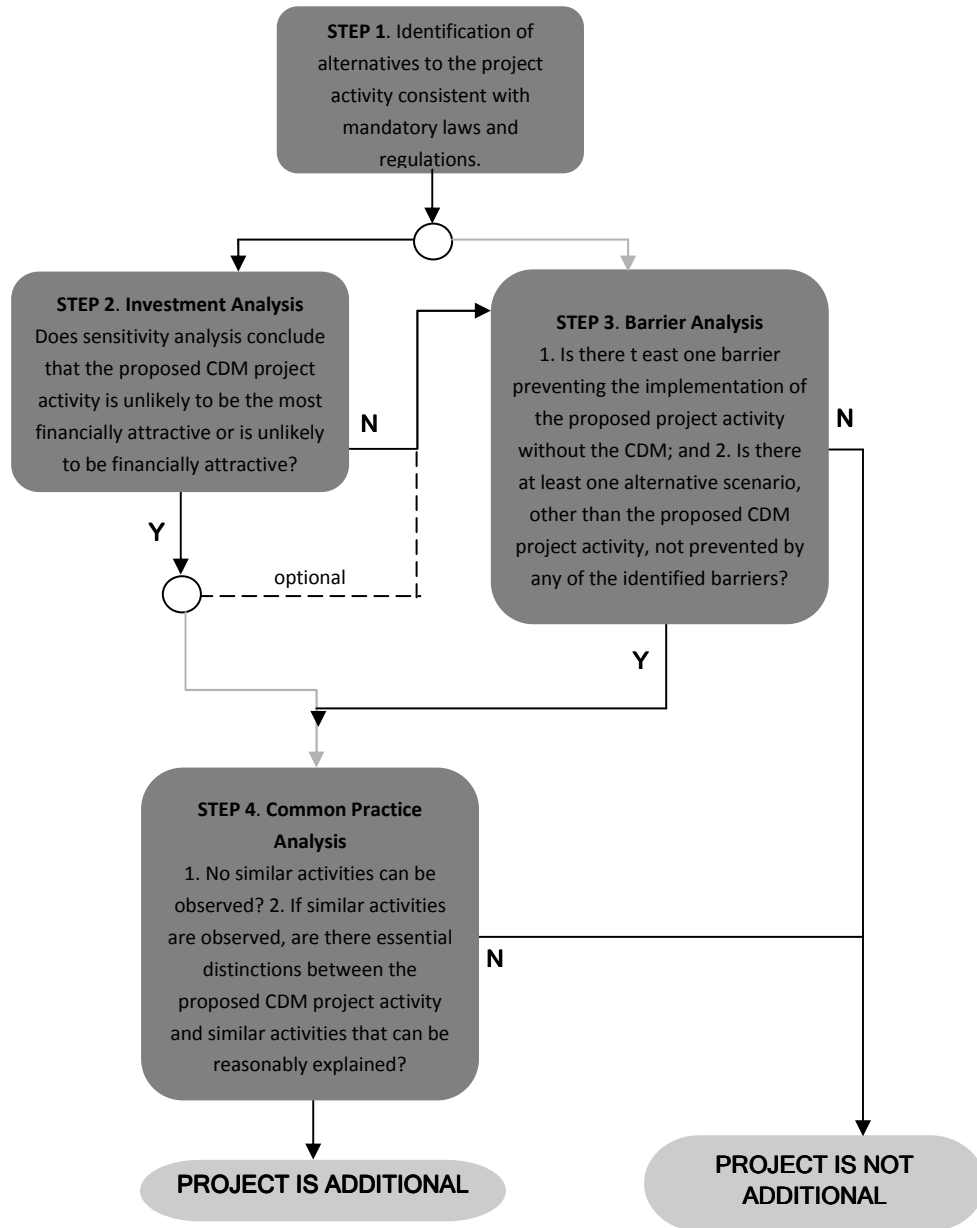 STEP 1. Identification of
alternatives to the project
activity consistent with
mandatory laws and
regulations.
STEP 2. Investment Analysis
Does sensitivity analysis conclude
that the proposed CDM project
activity is unlikely to be the most
financially attractive or is unlikely
to be financially attractive?
N
Y
optional
STEP 3. Barrier Analysis
1. Is there t east one barrier
preventing the implementation of
the proposed project activity
without the CDM; and 2. Is there
at least one alternative scenario,
other than the proposed CDM
project activity, not prevented by
any of the identified barriers?
N
Y
STEP 4. Common Practice
Analysis
1. No similar activities can be
observed? 2. If similar activities
are observed, are there essential
distinctions between the
proposed CDM project activity
and similar activities that can be
reasonably explained?
N
PROJECT IS ADDITIONAL
PROJECT IS NOT
ADDITIONAL